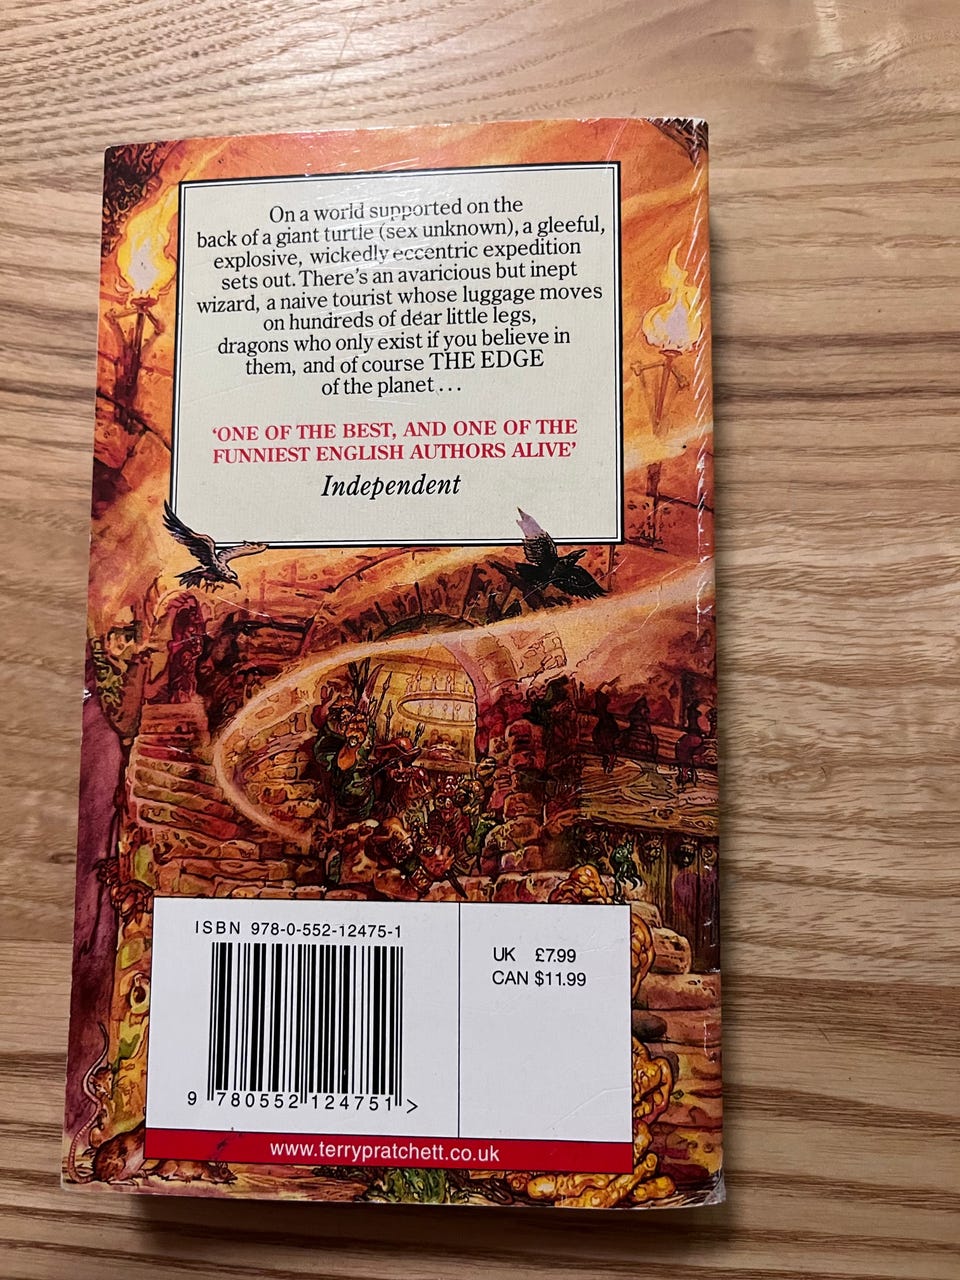 On a world supported on the
back of a giant turtle (sex unknown), a gleeful,
explosive, wickedly eccentric expedition
sets out. There's an avaricious but inept
wizard, a naive tourist whose luggage moves
on hundreds of dear little legs,
dragons who only exist if you believe in
them, and of course THE EDGE
of the planet . . .
‘ONE OF THE BEST, AND ONE OF THE
FUNNIEST ENGLISH AUTHORS ALIVE’
Independent
ISBN 978-0-552-12475-1
UK £7.99
CAN $11.99
9 780552 124751 >
www.terrypratchett.co.uk